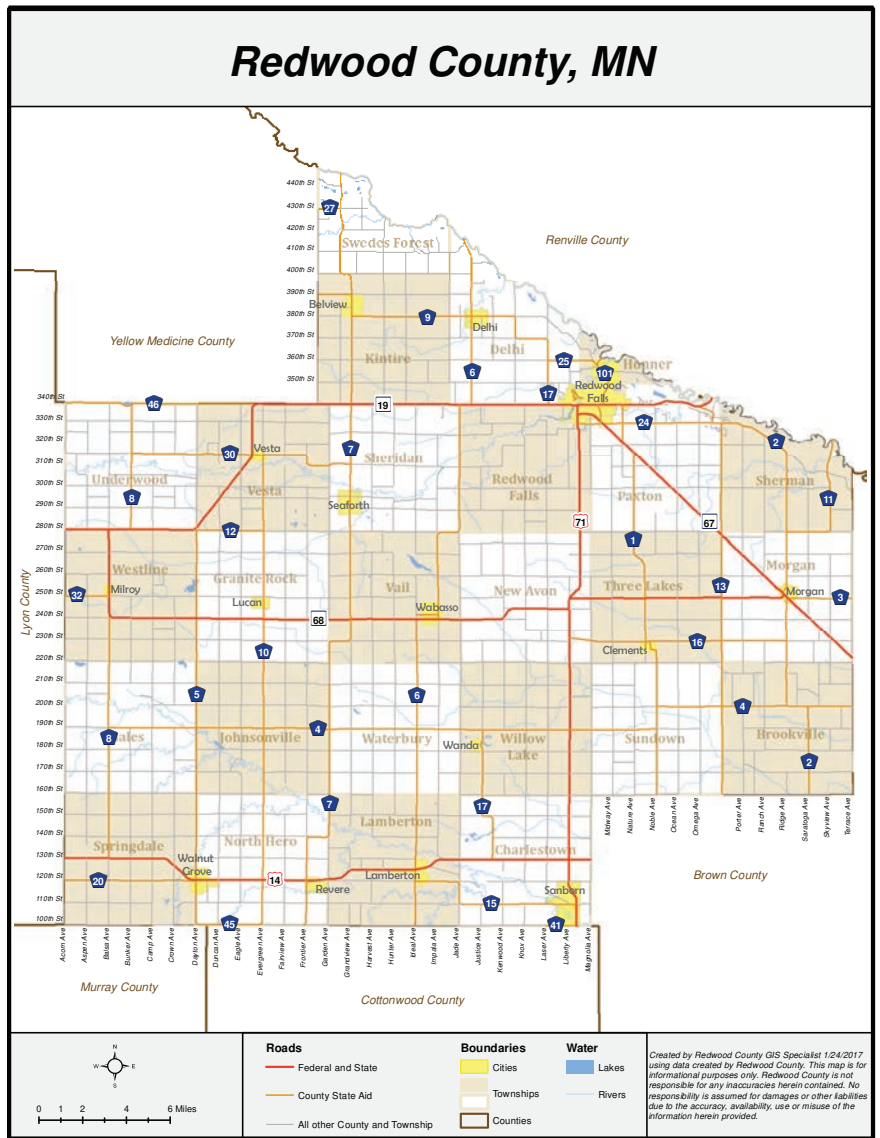 Redwood County, MN
440th St
430th St
27
420th St
410th St
Swedes Forest
Renville County
400th St
390th St
Belview
380th St
9
Delhi
Yellow Medicine County
370th St
Delhi
360th St
Kintire
25
Honner
6
101
350th St
Redwood
Falls
17
340th St
46
19
330th St
24
320th St
2
30
Vesta
7
310th St
Sheridan
Underwood
Redwood
Falls
Sherman
300th St
Vesta
8
Paxton
11
290th St
Seaforth
280th St
12
71
67
1
270th St
Westline
Granite Rock
Vail
New Avon
Three Lakes
Morgan
260th St
13
250th St
32
Milroy
Morgan
3
Lucan
Wabasso
240th St
68
Lyon County
230th St
16
10
Clements
220th St
210th St
5
6
200th St
4
190th St
4
8
ales
Johnsonville
Waterbury
Wanda
Willow
Lake
Sundown
Brookville
180th St
2
170th St
160th St
7
17
150th St
Midway Ave
Nature Ave
Noble Ave
Ocean Ave
Omega Ave
Porter Ave
Ranch Ave
Ridge Ave
Saratoga Ave
Skyview Ave
Terrace Ave
Lamberton
140th St
North Hero
Springdale
Charlestown
130th St
Walnut
Grove
Brown County
120th St
20
14
Revere
Lamberton
Sanborn
110th St
15
100th St
45
41
Acorn Ave
Aspen Ave
Balsa Ave
Bunker Ave
Camp Ave
Crown Ave
Dayton Ave
Duncan Ave
Eagle Ave
Evergreen Ave
Fairview Ave
Frontier Ave
Garden Ave
Grandview Ave
Harvest Ave
Hunter Ave
Ideal Ave
Impala Ave
Jade Ave
Justice Ave
Kenwood Ave
Knox Ave
Laser Ave
Liberty Ave
Magnolia Ave
Murray County
Cottonwood County
N
W
E
S
0 1 2 4 6 Miles
Roads
Federal and State
County State Aid
All other County and Township
Boundaries
Cities
Townships
Counties
Water
Lakes
Rivers
Created by Redwood County GIS Specialist 1/24/2017
using data created by Redwood County. This map is for
informational purposes only. Redwood County is not
responsible for any inaccuracies herein contained. No
responsibility is assumed for damages or other liabilities
due to the accuracy, availability, use or misuse of the
information herein provided.